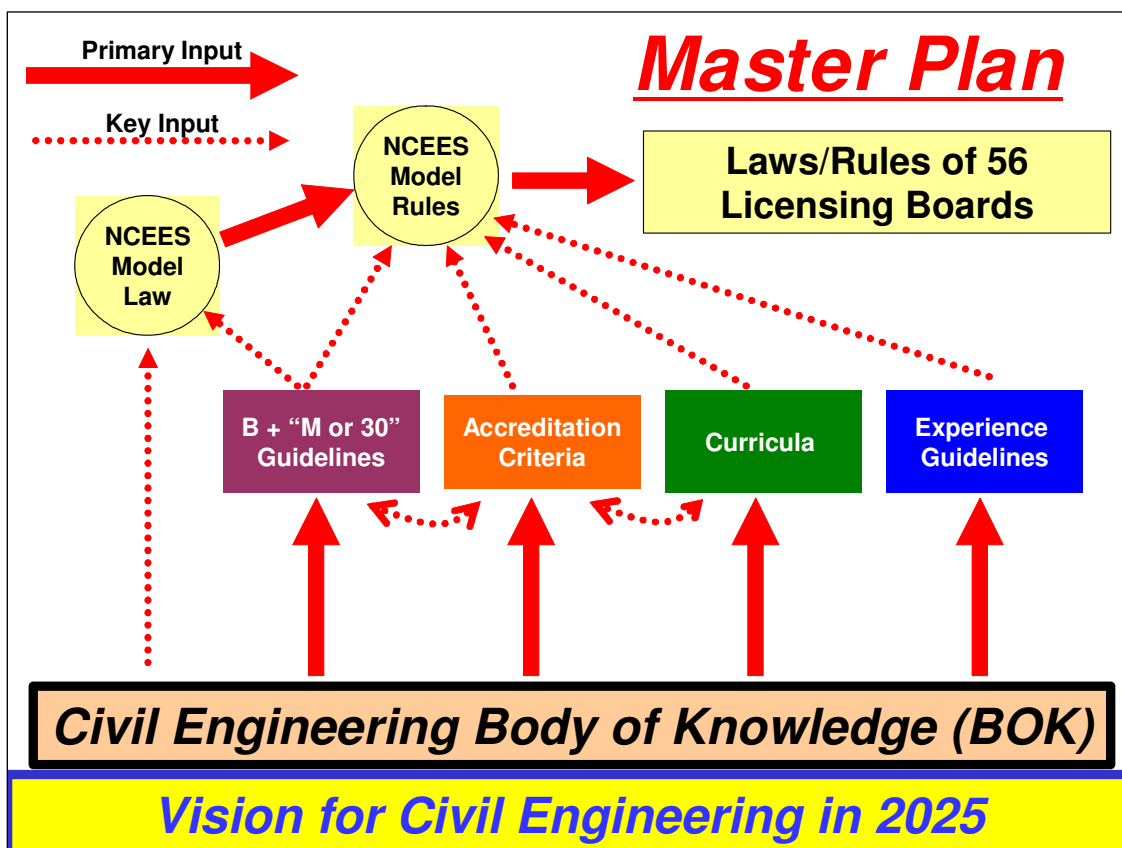 Primary Input
Master Plan
Key Input
NCEES
Model
Rules
Laws/Rules of 56
Licensing Boards
NCEES
Model
Law
B + “M or 30”
Guidelines
Accreditation
Criteria
Curricula
Experience
Guidelines
Civil Engineering Body of Knowledge (BOK)
Vision for Civil Engineering in 2025